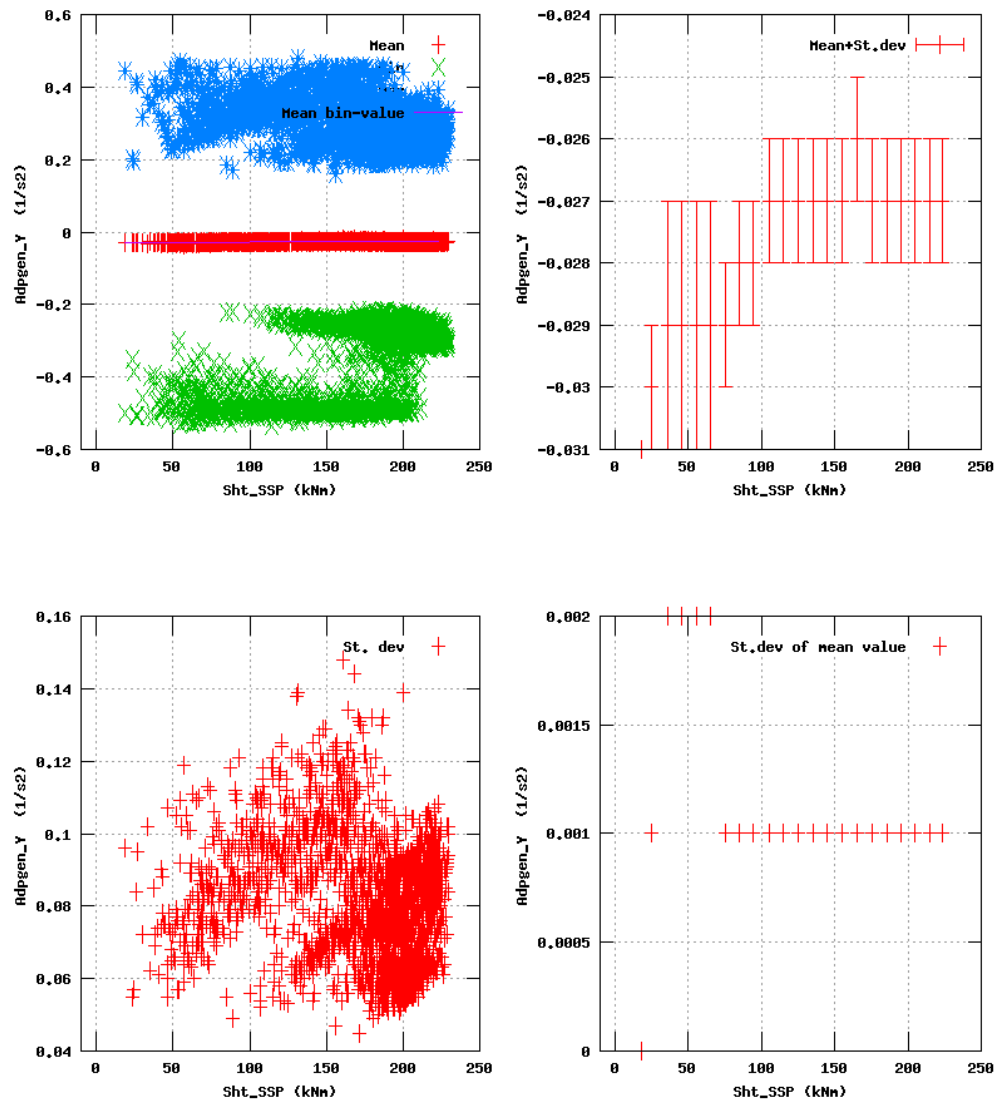 0.6
0.4
0.2
0
-0.2
-0.4
-0.6
Adpgen_Y (1/s2)
Mean
Mean bin-value
0 50 100 150 200 250
Sht_SSP (kNm)
-0.024
-0.025
-0.026
-0.027
-0.028
-0.029
-0.03
-0.031
Adpgen_Y (1/s2)
Mean+St.dev
0 50 100 150 200 250
Sht_SSP (kNm)
0.16
0.14
0.12
0.1
0.08
0.06
0.04
Adpgen_Y (1/s2)
St. dev
0 50 100 150 200 250
Sht_SSP (kNm)
0.002
0.0015
0.001
0.0005
0
Adpgen_Y (1/s2)
St.dev of mean value
0 50 100 150 200 250
Sht_SSP (kNm)